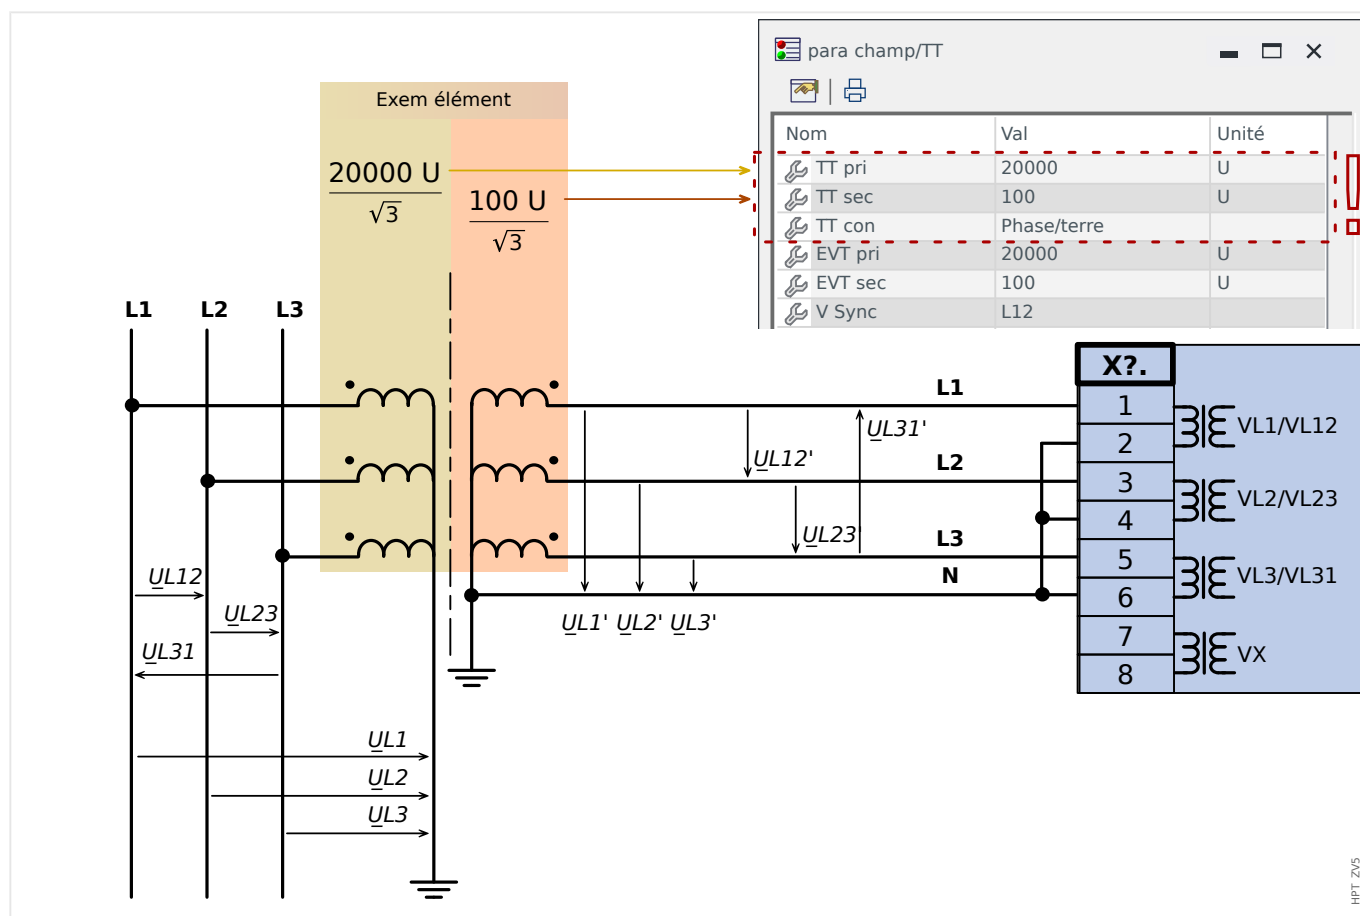 para champ/TT
Exem élément
Nom Val Unité
TT pri 20000 U
TT sec 100 U
TT con Phase/terre
EVT pri 20000 U
EVT sec 100 U
V Sync L12
20000 U
√3
100 U
√3
L1 L2 L3
X?.
L1
1
UL31'
VL1/VL12
2
UL12'
L2
3
VL2/VL23
4
UL23'
L3
5
N
VL3/VL31
6
UL12
UL23
UL1' UL2' UL3'
7
UL31
VX
8
UL1
UL2
UL3
HPT_ZV5